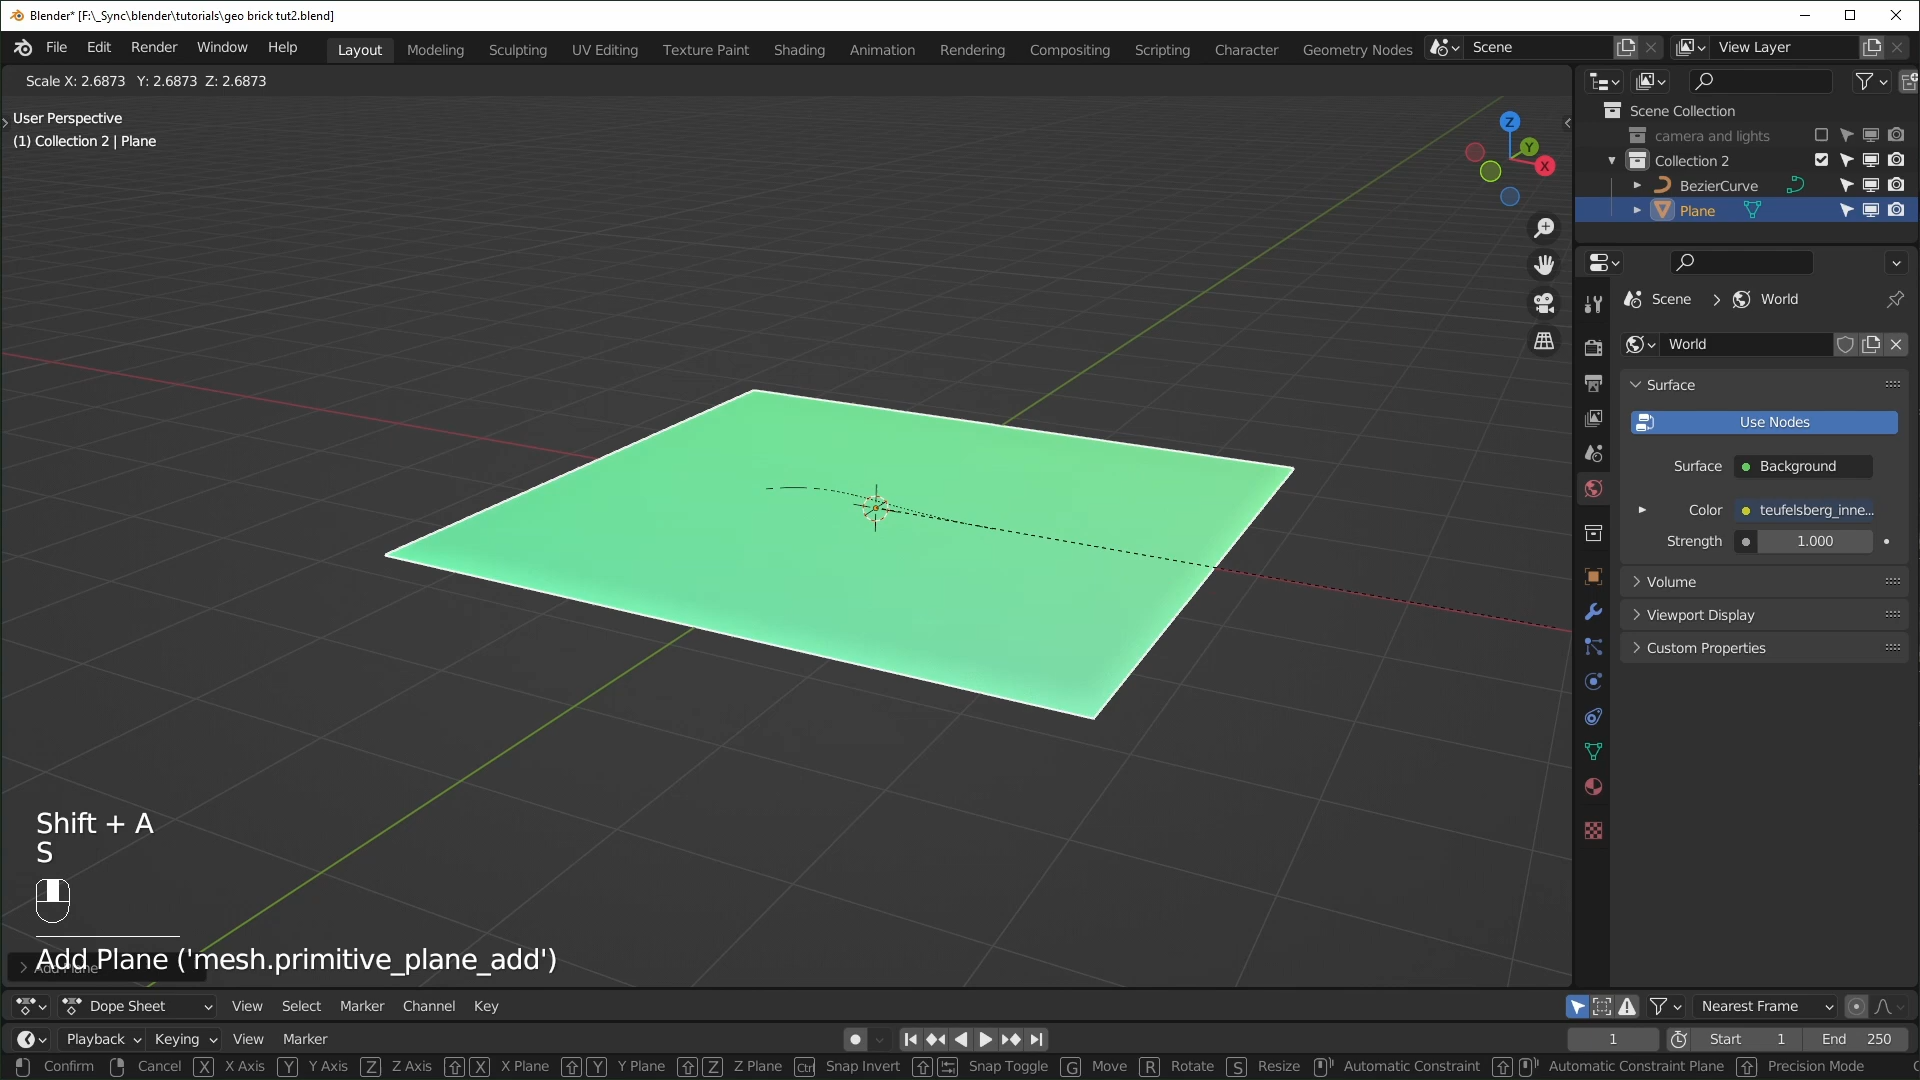 Blender* [F:\_Sync\blender\tutorials\geo brick tut2.blend]
File Edit Render Window Help Layout Modeling Sculpting UV Editing Texture Paint Shading Animation Rendering Compositing Scripting Character Geometry Nodes Scene View Layer
Scale X: 2.6873 Y: 2.6873 Z: 2.6873
User Perspective
(1) Collection 2 | Plane
Z
Y
X
Scene Collection
camera and lights
Collection 2
BezierCurve
Plane
Scene World
World
Surface
Use Nodes
Surface Background
Color teufelsberg_inne...
Strength 1.000
Volume
Viewport Display
Custom Properties
Shift + A
S
Add Plane ('mesh.primitive_plane_add')
Add Plane
Dope Sheet View Select Marker Channel Key Nearest Frame
Playback Keying View Marker 1 Start 1 End 250
Confirm Cancel X X Axis Y Y Axis Z Z Axis X X Plane Y Y Plane Z Z Plane Ctrl Snap Invert Snap Toggle G Move R Rotate S Resize Automatic Constraint Automatic Constraint Plane Precision Mode